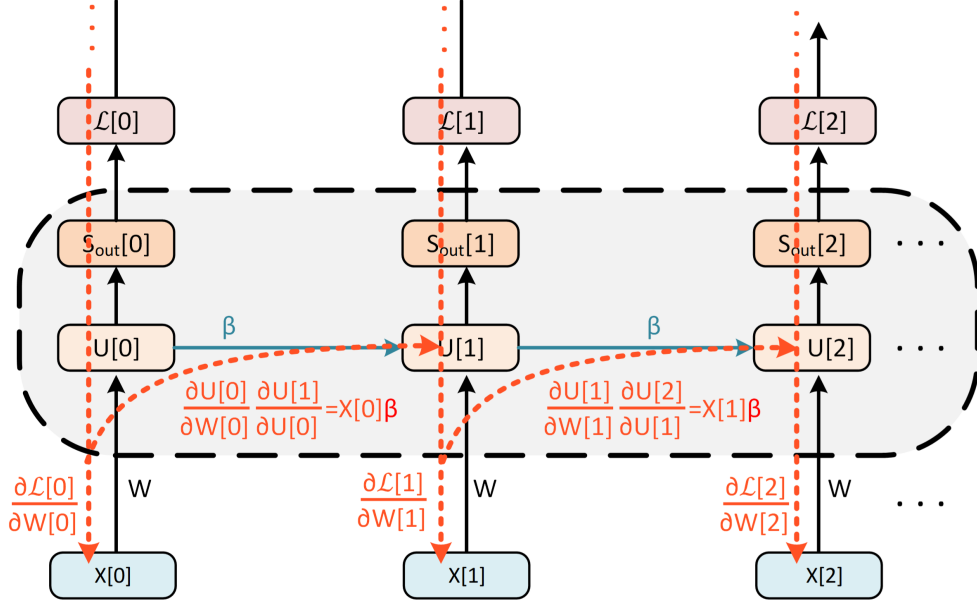 ℒ[0] ℒ[1] ℒ[2]
S_out[0] S_out[1] S_out[2] . . .
β β
U[0] U[1] U[2] . . .
∂U[0]/∂W[0] ∂U[1]/∂U[0] =X[0]β ∂U[1]/∂W[1] ∂U[2]/∂U[1] =X[1]β
∂ℒ[0]/∂W[0] W ∂ℒ[1]/∂W[1] W ∂ℒ[2]/∂W[2] W . . .
X[0] X[1] X[2]